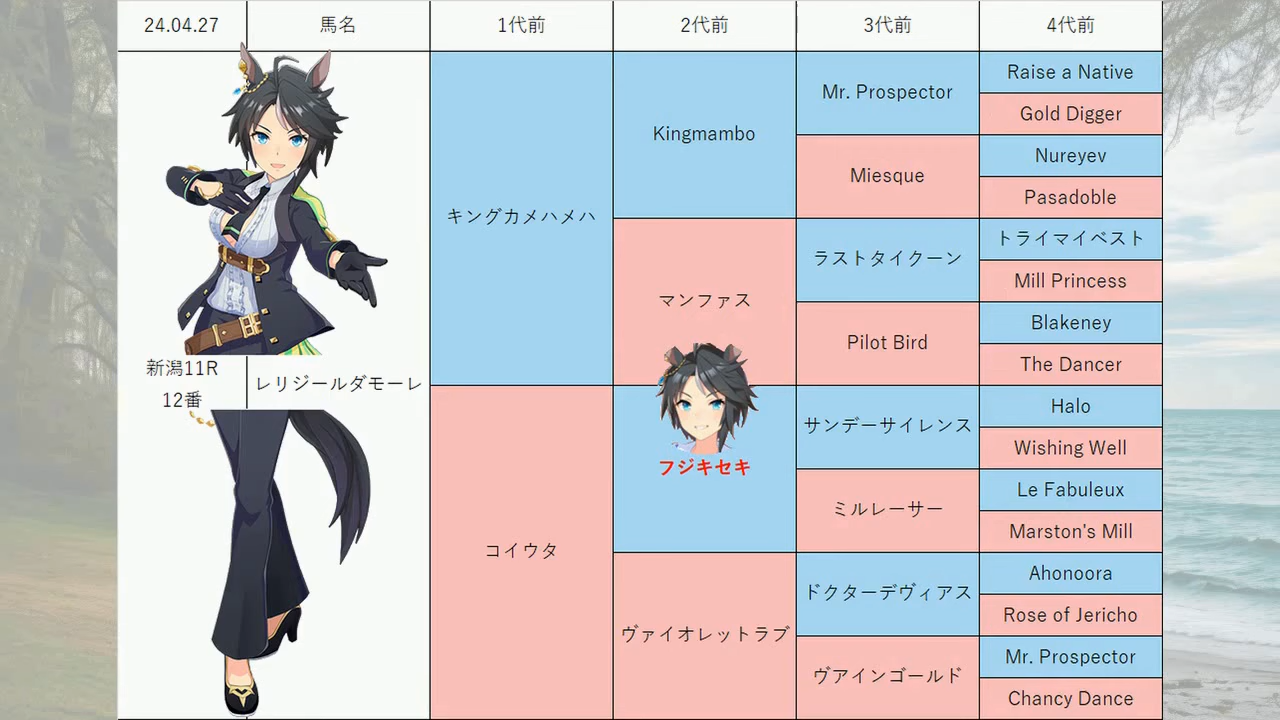 24.04.27
馬名
1代前
2代前
3代前
4代前
新潟11R
12番
レリジールダモーレ
キングカメハメハ
コイウタ
Kingmambo
マンファス
フジキセキ
ヴァイオレットラブ
Mr. Prospector
Miesque
ラストタイクーン
Pilot Bird
サンデーサイレンス
ミルレーサー
ドクターデヴィアス
ヴアインゴールド
Raise a Native
Gold Digger
Nureyev
Pasadoble
トライマイベスト
Mill Princess
Blakeney
The Dancer
Halo
Wishing Well
Le Fabuleux
Marston's Mill
Ahonoora
Rose of Jericho
Mr. Prospector
Chancy Dance